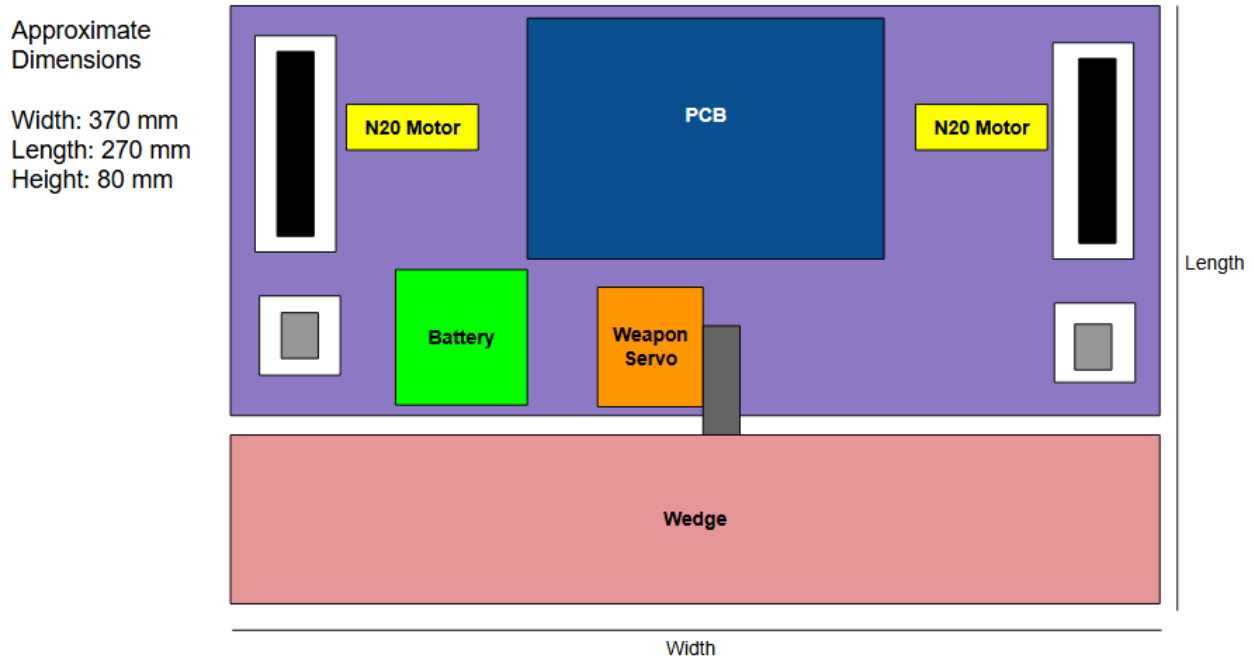 Approximate
Dimensions
Width: 370 mm
Length: 270 mm
Height: 80 mm
PCB
N20 Motor
N20 Motor
Length
Battery
Weapon
Servo
Wedge
Width